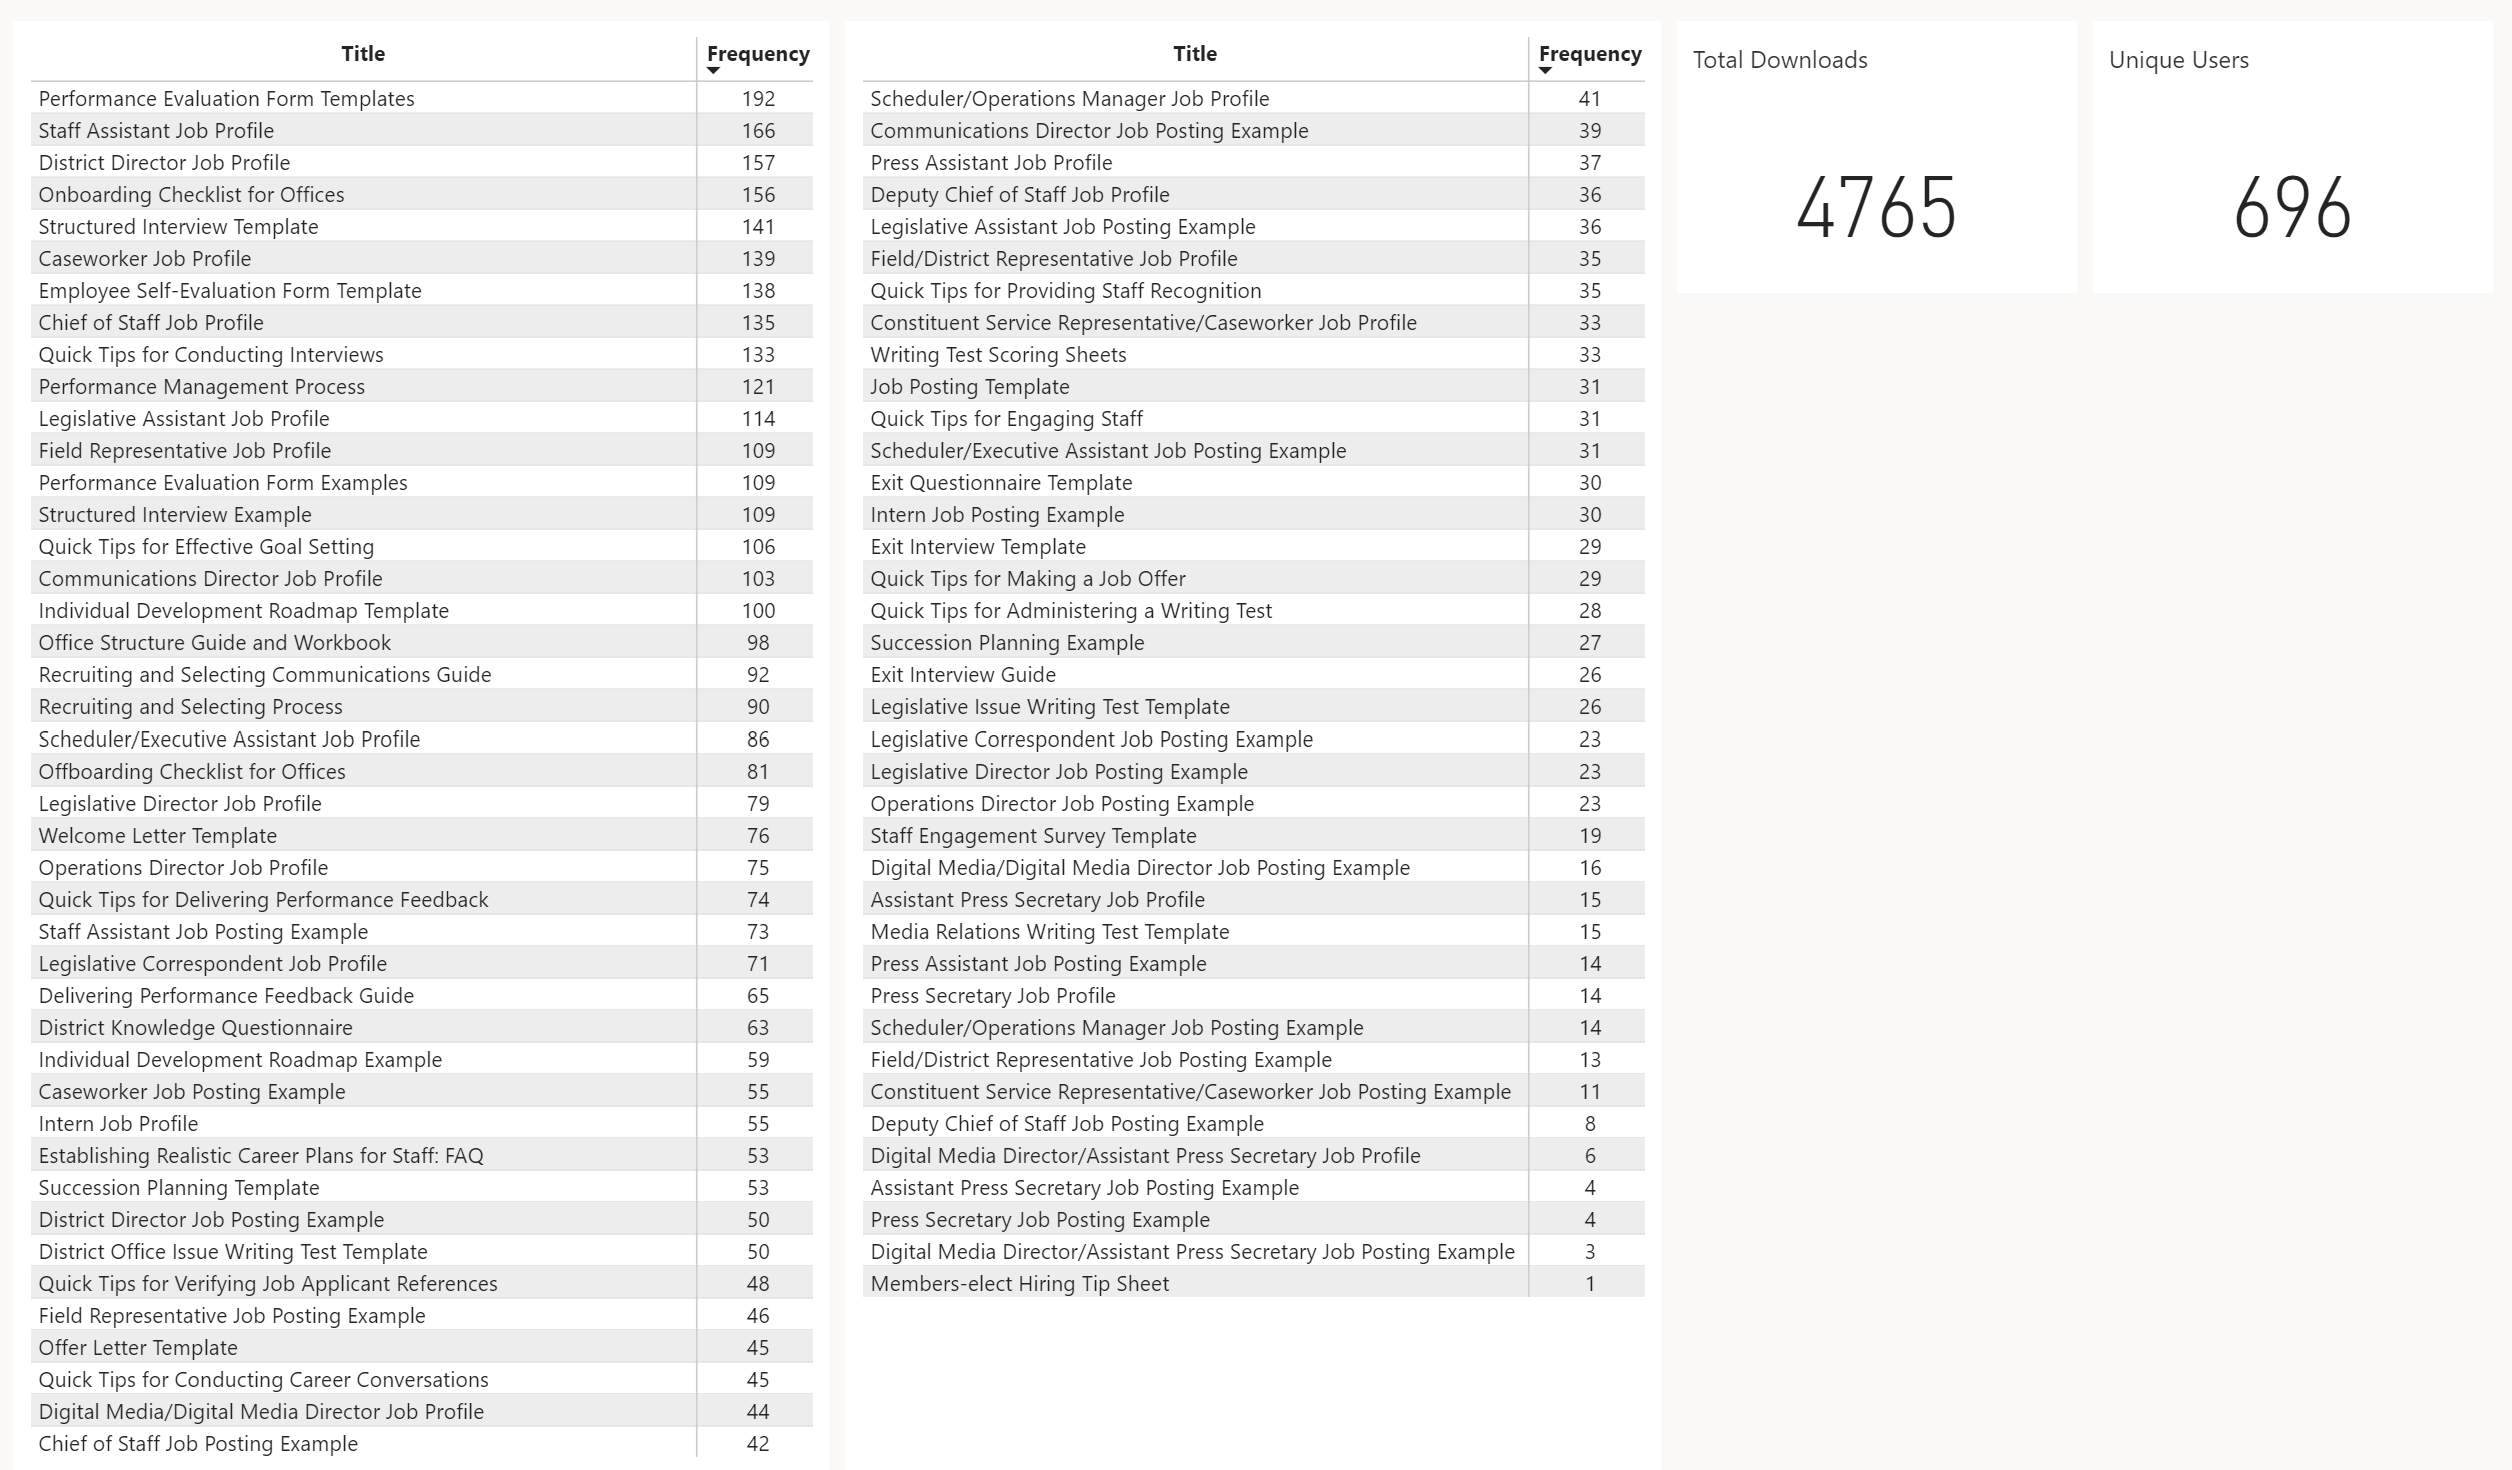 Title Frequency
Performance Evaluation Form Templates 192
Staff Assistant Job Profile 166
District Director Job Profile 157
Onboarding Checklist for Offices 156
Structured Interview Template 141
Caseworker Job Profile 139
Employee Self-Evaluation Form Template 138
Chief of Staff Job Profile 135
Quick Tips for Conducting Interviews 133
Performance Management Process 121
Legislative Assistant Job Profile 114
Field Representative Job Profile 109
Performance Evaluation Form Examples 109
Structured Interview Example 109
Quick Tips for Effective Goal Setting 106
Communications Director Job Profile 103
Individual Development Roadmap Template 100
Office Structure Guide and Workbook 98
Recruiting and Selecting Communications Guide 92
Recruiting and Selecting Process 90
Scheduler/Executive Assistant Job Profile 86
Offboarding Checklist for Offices 81
Legislative Director Job Profile 79
Welcome Letter Template 76
Operations Director Job Profile 75
Quick Tips for Delivering Performance Feedback 74
Staff Assistant Job Posting Example 73
Legislative Correspondent Job Profile 71
Delivering Performance Feedback Guide 65
District Knowledge Questionnaire 63
Individual Development Roadmap Example 59
Caseworker Job Posting Example 55
Intern Job Profile 55
Establishing Realistic Career Plans for Staff: FAQ 53
Succession Planning Template 53
District Director Job Posting Example 50
District Office Issue Writing Test Template 50
Quick Tips for Verifying Job Applicant References 48
Field Representative Job Posting Example 46
Offer Letter Template 45
Quick Tips for Conducting Career Conversations 45
Digital Media/Digital Media Director Job Profile 44
Chief of Staff Job Posting Example 42
Title Frequency
Scheduler/Operations Manager Job Profile 41
Communications Director Job Posting Example 39
Press Assistant Job Profile 37
Deputy Chief of Staff Job Profile 36
Legislative Assistant Job Posting Example 36
Field/District Representative Job Profile 35
Quick Tips for Providing Staff Recognition 35
Constituent Service Representative/Caseworker Job Profile 33
Writing Test Scoring Sheets 33
Job Posting Template 31
Quick Tips for Engaging Staff 31
Scheduler/Executive Assistant Job Posting Example 31
Exit Questionnaire Template 30
Intern Job Posting Example 30
Exit Interview Template 29
Quick Tips for Making a Job Offer 29
Quick Tips for Administering a Writing Test 28
Succession Planning Example 27
Exit Interview Guide 26
Legislative Issue Writing Test Template 26
Legislative Correspondent Job Posting Example 23
Legislative Director Job Posting Example 23
Operations Director Job Posting Example 23
Staff Engagement Survey Template 19
Digital Media/Digital Media Director Job Posting Example 16
Assistant Press Secretary Job Profile 15
Media Relations Writing Test Template 15
Press Assistant Job Posting Example 14
Press Secretary Job Profile 14
Scheduler/Operations Manager Job Posting Example 14
Field/District Representative Job Posting Example 13
Constituent Service Representative/Caseworker Job Posting Example 11
Deputy Chief of Staff Job Posting Example 8
Digital Media Director/Assistant Press Secretary Job Profile 6
Assistant Press Secretary Job Posting Example 4
Press Secretary Job Posting Example 4
Digital Media Director/Assistant Press Secretary Job Posting Example 3
Members-elect Hiring Tip Sheet 1
Total Downloads
4765
Unique Users
696